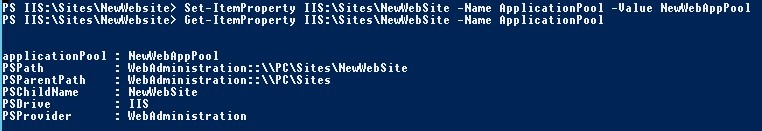 PS IIS:\Sites\NewWebsite> Set-ItemProperty IIS:\Sites\NewWebSite -Name ApplicationPool -Value NewWebAppPool
PS IIS:\Sites\NewWebsite> Get-ItemProperty IIS:\Sites\NewWebSite -Name ApplicationPool
applicationPool : NewWebAppPool
PSPath : WebAdministration::\\PC\Sites\NewWebSite
PSParentPath : WebAdministration::\\PC\Sites
PSChildName : NewWebSite
PSDrive : IIS
PSProvider : WebAdministration